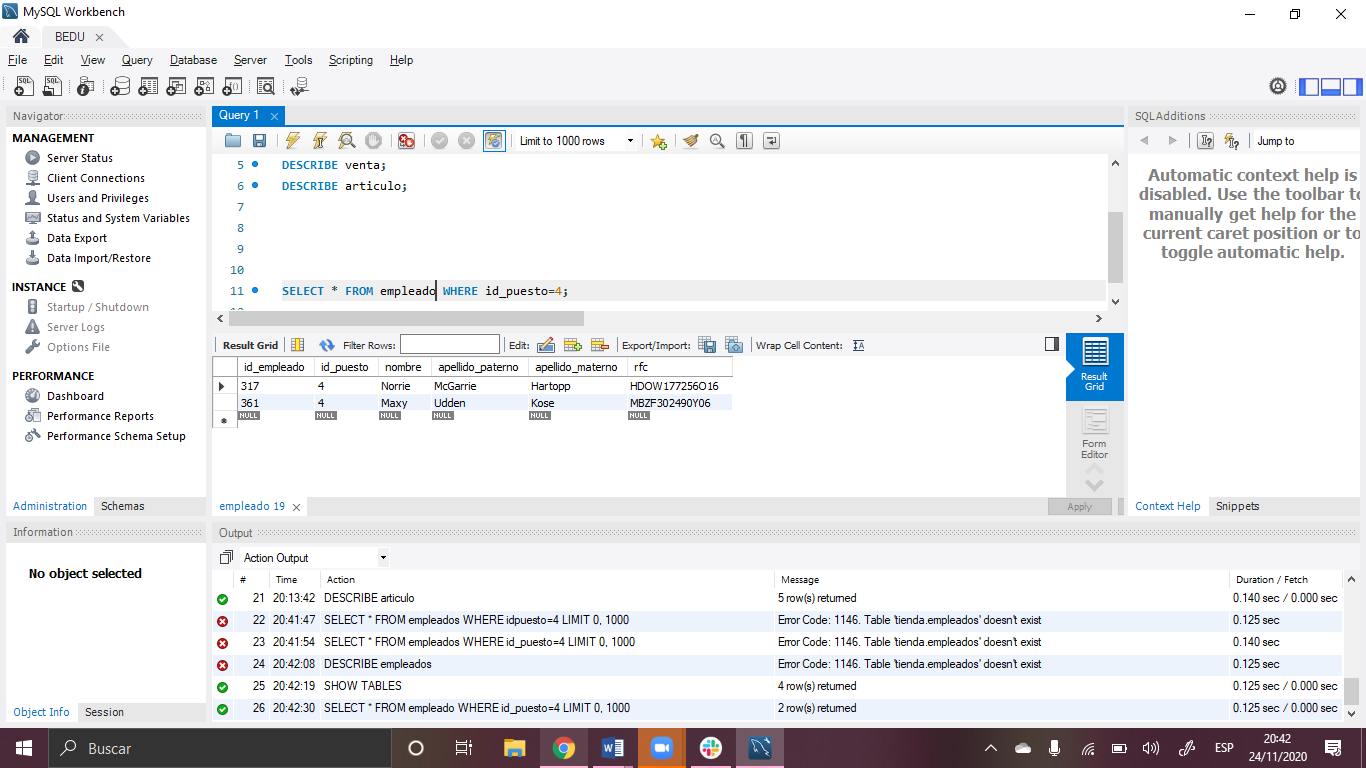 MySQL Workbench
BEDU
File Edit View Query Database Server Tools Scripting Help
Navigator
MANAGEMENT
Server Status
Client Connections
Users and Privileges
Status and System Variables
Data Export
Data Import/Restore
INSTANCE
Startup / Shutdown
Server Logs
Options File
PERFORMANCE
Dashboard
Performance Reports
Performance Schema Setup
Administration Schemas
Information
No object selected
Object Info Session
Query 1
Limit to 1000 rows
5 DESCRIBE venta;
6 DESCRIBE articulo;
7
8
9
10
11 SELECT * FROM empleado WHERE id_puesto=4;
Result Grid Filter Rows: Edit: Export/Import: Wrap Cell Content:
id_empleado id_puesto nombre apellido_paterno apellido_materno rfc
317 4 Norrie McGarrie Hartopp HDOW177256O16
361 4 Maxy Udden Kose MBZF302490Y06
NULL NULL NULL NULL NULL NULL
Result
Grid
Form
Editor
empleado 19
Apply
SQLAdditions
Jump to
Automatic context help is
disabled. Use the toolbar to
manually get help for the
current caret position or to
toggle automatic help.
Context Help Snippets
Output
Action Output
# Time Action Message Duration / Fetch
21 20:13:42 DESCRIBE articulo 5 row(s) returned 0.140 sec / 0.000 sec
22 20:41:47 SELECT * FROM empleados WHERE idpuesto=4 LIMIT 0, 1000 Error Code: 1146. Table 'tienda.empleados' doesn't exist 0.125 sec
23 20:41:54 SELECT * FROM empleados WHERE id_puesto=4 LIMIT 0, 1000 Error Code: 1146. Table 'tienda.empleados' doesn't exist 0.140 sec
24 20:42:08 DESCRIBE empleados Error Code: 1146. Table 'tienda.empleados' doesn't exist 0.125 sec
25 20:42:19 SHOW TABLES 4 row(s) returned 0.125 sec / 0.000 sec
26 20:42:30 SELECT * FROM empleado WHERE id_puesto=4 LIMIT 0, 1000 2 row(s) returned 0.125 sec / 0.000 sec
Buscar
ESP
20:42
24/11/2020